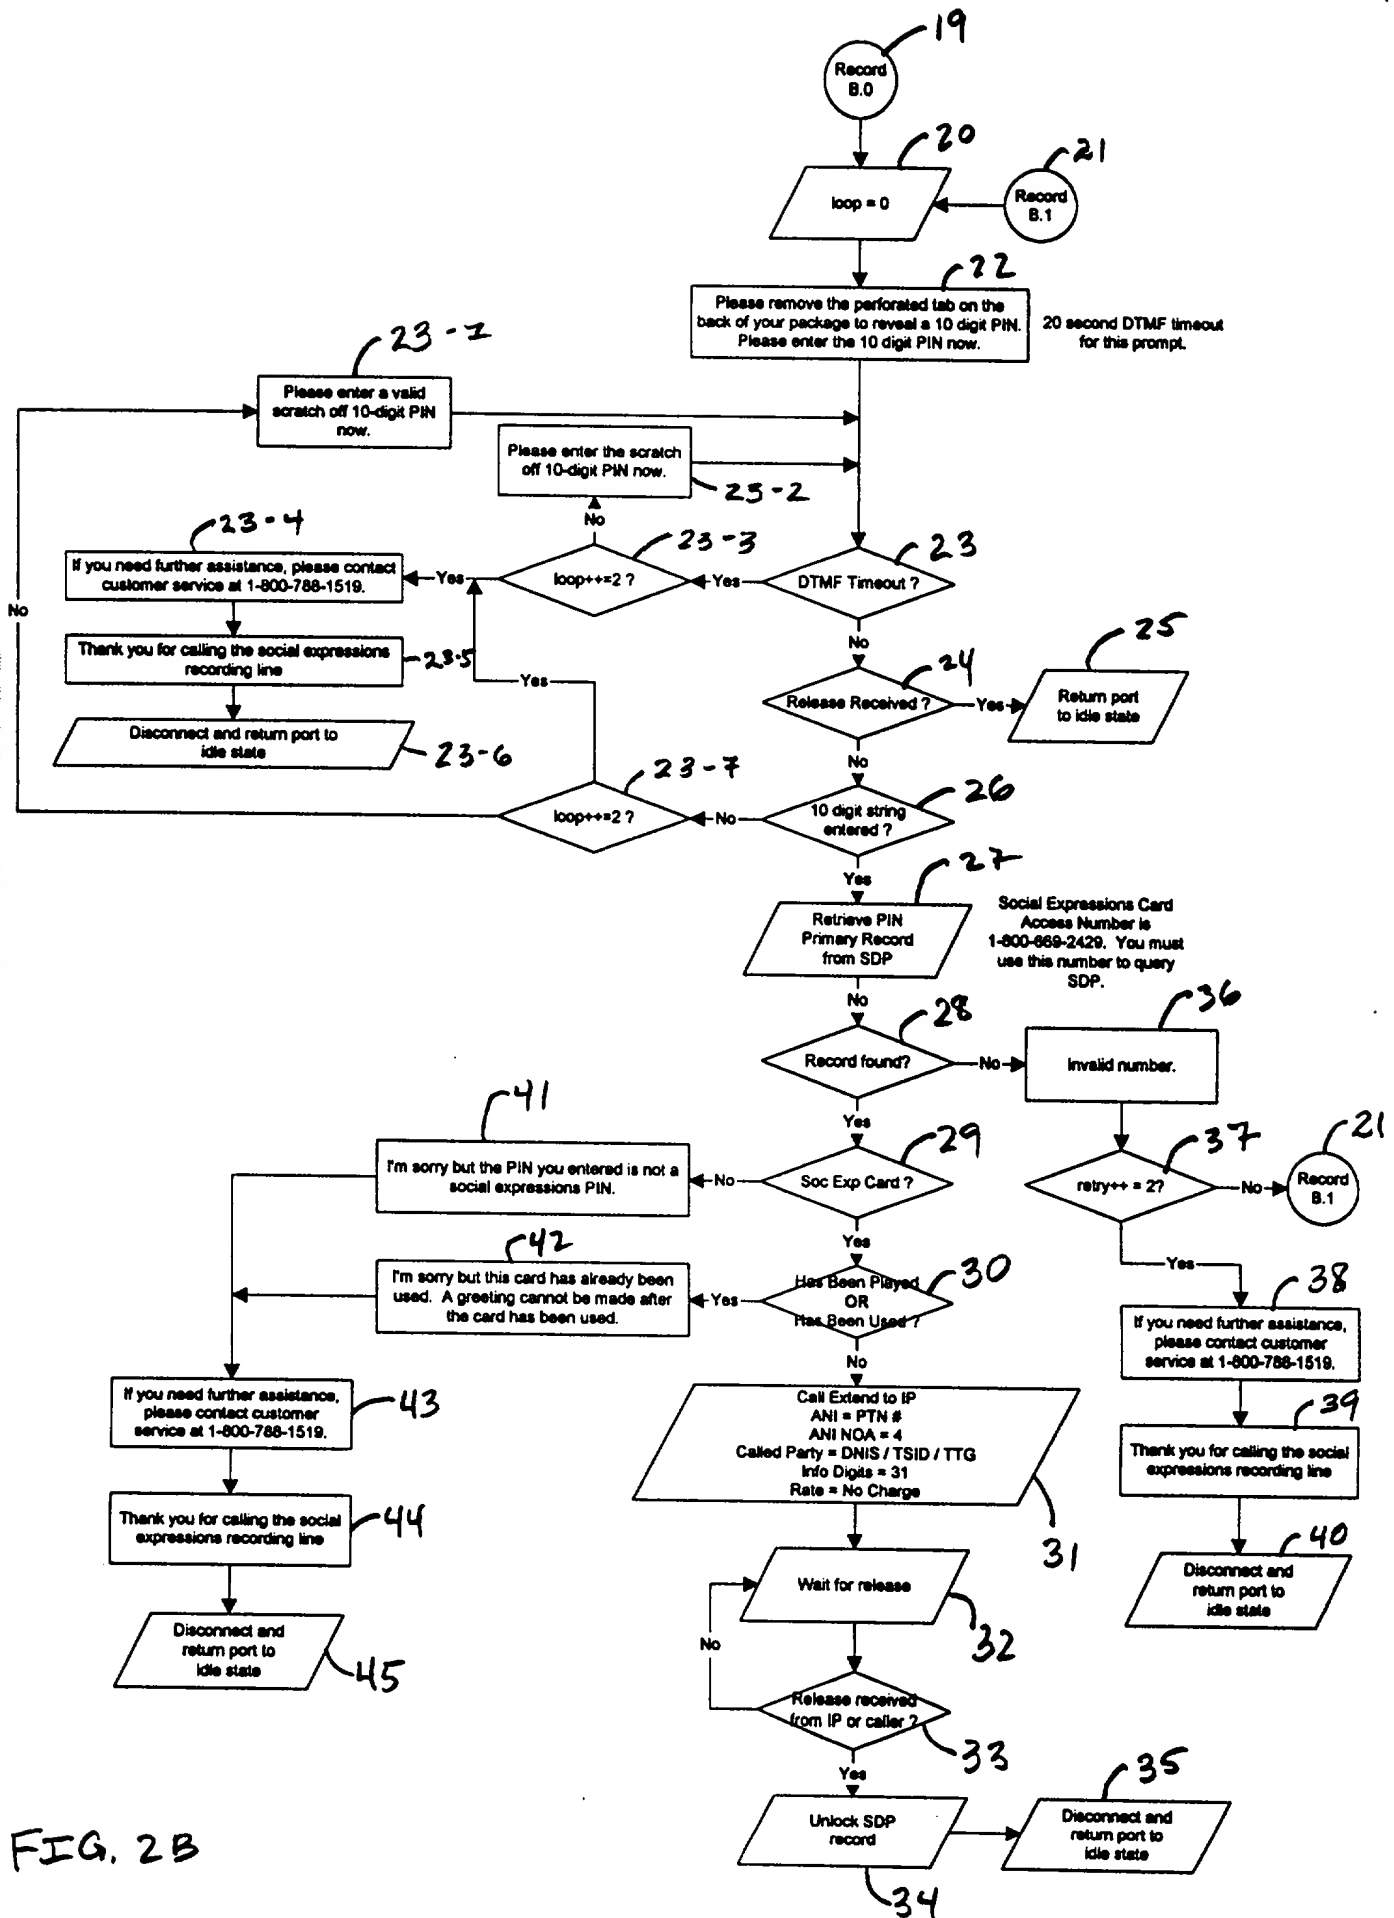 19
Record
B.0
20
21
loop = 0
Record
B.1
22
Please remove the perforated tab on the
back of your package to reveal a 10 digit PIN.
Please enter the 10 digit PIN now.
20 second DTMF timeout
for this prompt.
23-1
Please enter a valid
scratch off 10-digit PIN
now.
Please enter the scratch
off 10-digit PIN now.
23-2
No
23-4
23-3
23
If you need further assistance, please contact
customer service at 1-800-788-1519.
Yes
loop++=2 ?
Yes
DTMF Timeout ?
No
Thank you for calling the social expressions
recording line
23-5
Yes
No
24
25
Release Received ?
Yes
Return port
to idle state
Disconnect and return port to
idle state
23-6
No
23-7
26
loop++=2 ?
No
10 digit string
entered ?
Yes
27
Retrieve PIN
Primary Record
from SDP
Social Expressions Card
Access Number is
1-800-669-2429. You must
use this number to query
SDP.
No
28
36
Record found?
No
Invalid number.
41
Yes
29
37
21
I'm sorry but the PIN you entered is not a
social expressions PIN.
No
Soc Exp Card ?
retry++ = 2?
No
Record
B.1
Yes
42
Yes
30
38
I'm sorry but this card has already been
used. A greeting cannot be made after
the card has been used.
Yes
Has Been Played
OR
Has Been Used ?
If you need further assistance,
please contact customer
service at 1-800-788-1519.
No
If you need further assistance,
please contact customer
service at 1-800-788-1519.
43
Call Extend to IP
ANI = PTN #
ANI NOA = 4
Called Party = DNIS / TSID / TTG
Info Digits = 31
Rate = No Charge
31
39
Thank you for calling the social
expressions recording line
Thank you for calling the social
expressions recording line
44
40
Disconnect and
return port to
idle state
Wait for release
32
No
Disconnect and
return port to
idle state
45
Release received
from IP or caller ?
33
Yes
35
Unlock SDP
record
34
Disconnect and
return port to
idle state
FIG. 2B